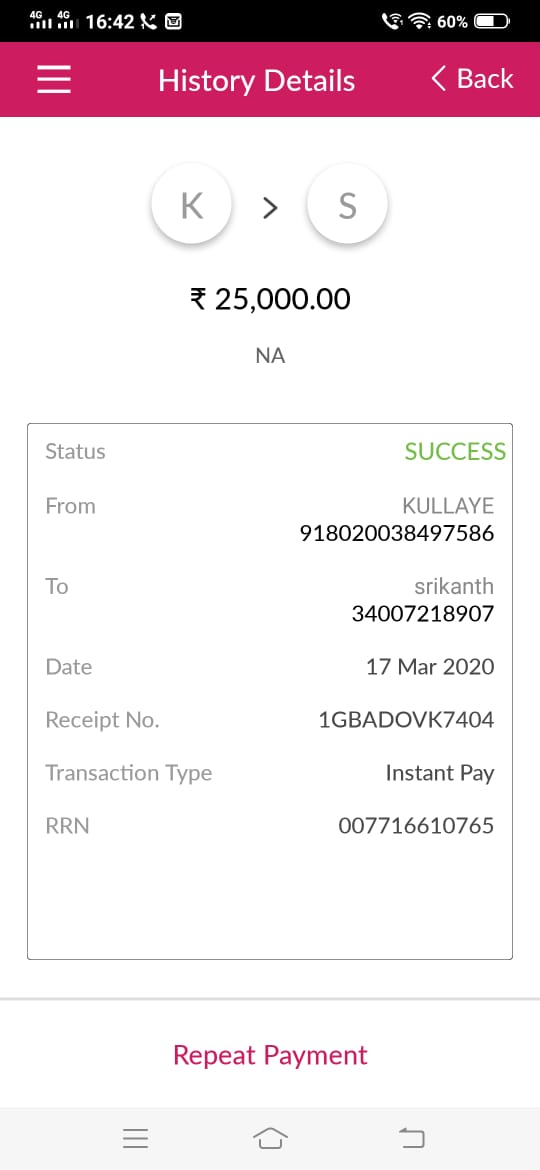 4G 4G 16:42 60%
History Details
Back
K > S
₹ 25,000.00
NA
Status SUCCESS
From KULLAYE
918020038497586
To srikanth
34007218907
Date 17 Mar 2020
Receipt No. 1GBADOVK7404
Transaction Type Instant Pay
RRN 007716610765
Repeat Payment